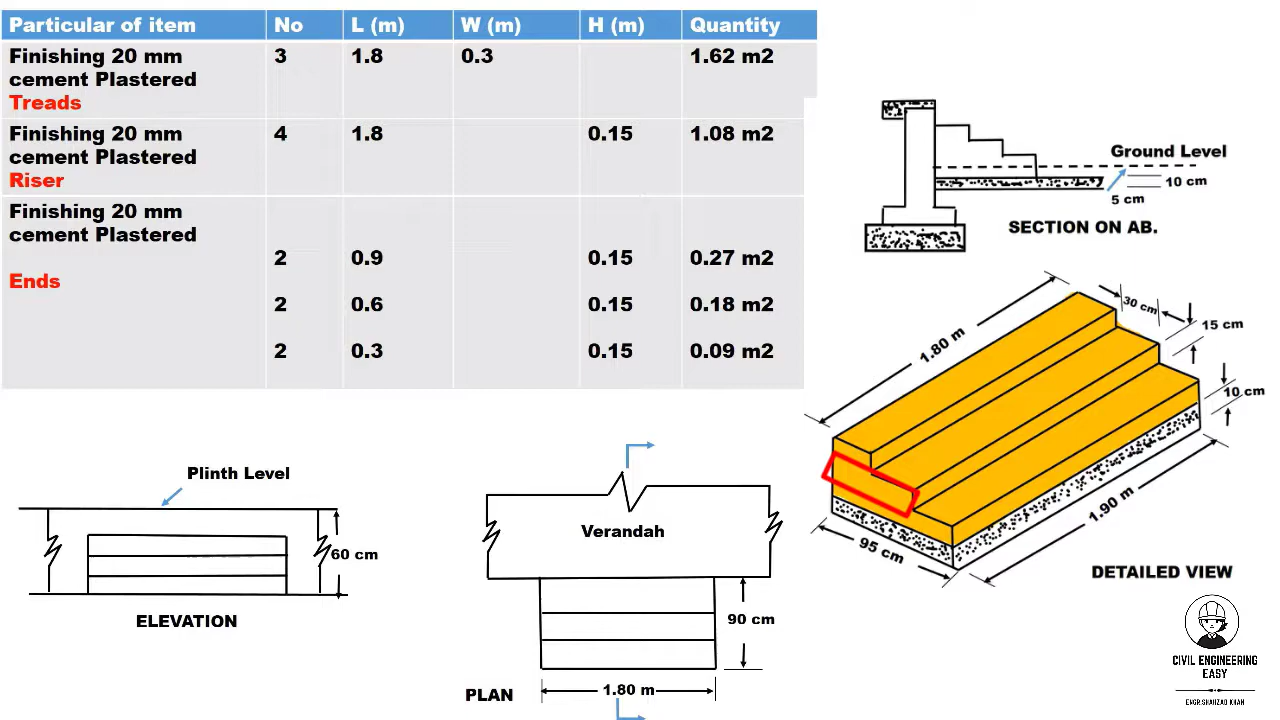 Particular of item No L (m) W (m) H (m) Quantity
Finishing 20 mm 3 1.8 0.3 1.62 m2
cement Plastered
Treads
Finishing 20 mm 4 1.8 0.15 1.08 m2
cement Plastered
Riser
Finishing 20 mm
cement Plastered
2 0.9 0.15 0.27 m2
Ends
2 0.6 0.15 0.18 m2
2 0.3 0.15 0.09 m2
Ground Level
10 cm
5 cm
SECTION ON AB.
30 cm
15 cm
1.80 m
10 cm
1.90 m
95 cm
DETAILED VIEW
Plinth Level
60 cm
ELEVATION
Verandah
90 cm
1.80 m
PLAN
CIVIL ENGINEERING
EASY
ENGR.SHAHZAD KHAN